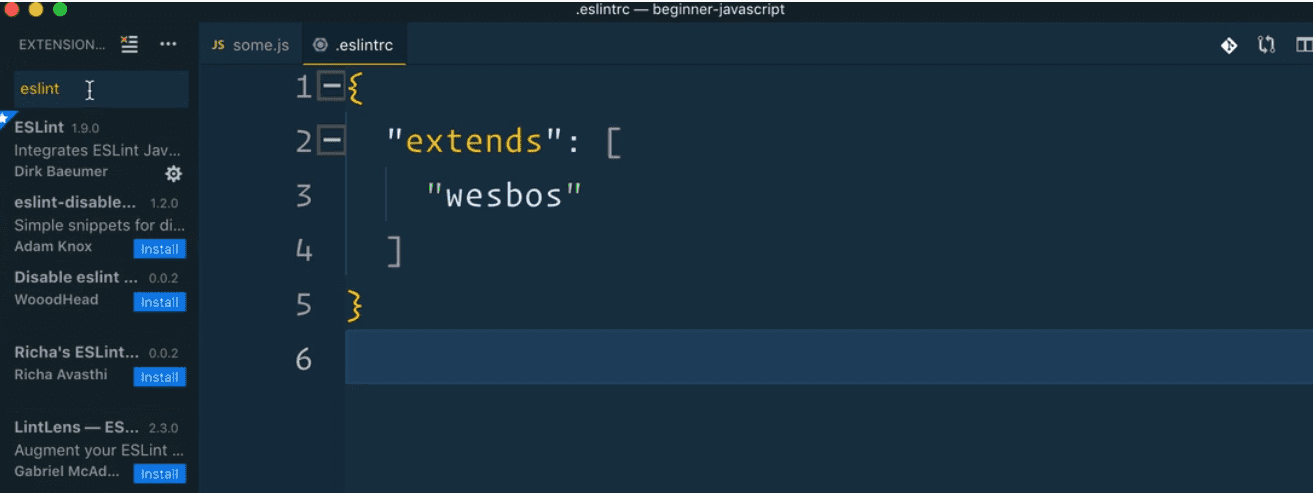 .eslintrc — beginner-javascript
EXTENSION...
JS some.js
.eslintrc
eslint
ESLint 1.9.0
Integrates ESLint Jav...
Dirk Baeumer
eslint-disable... 1.2.0
Simple snippets for di...
Adam Knox Install
Disable eslint ... 0.0.2
WooodHead Install
Richa's ESLint... 0.0.2
Richa Avasthi Install
LintLens — ES... 2.3.0
Augment your ESLint ...
Gabriel McAd... Install
1 {
2 "extends": [
3 "wesbos"
4 ]
5 }
6